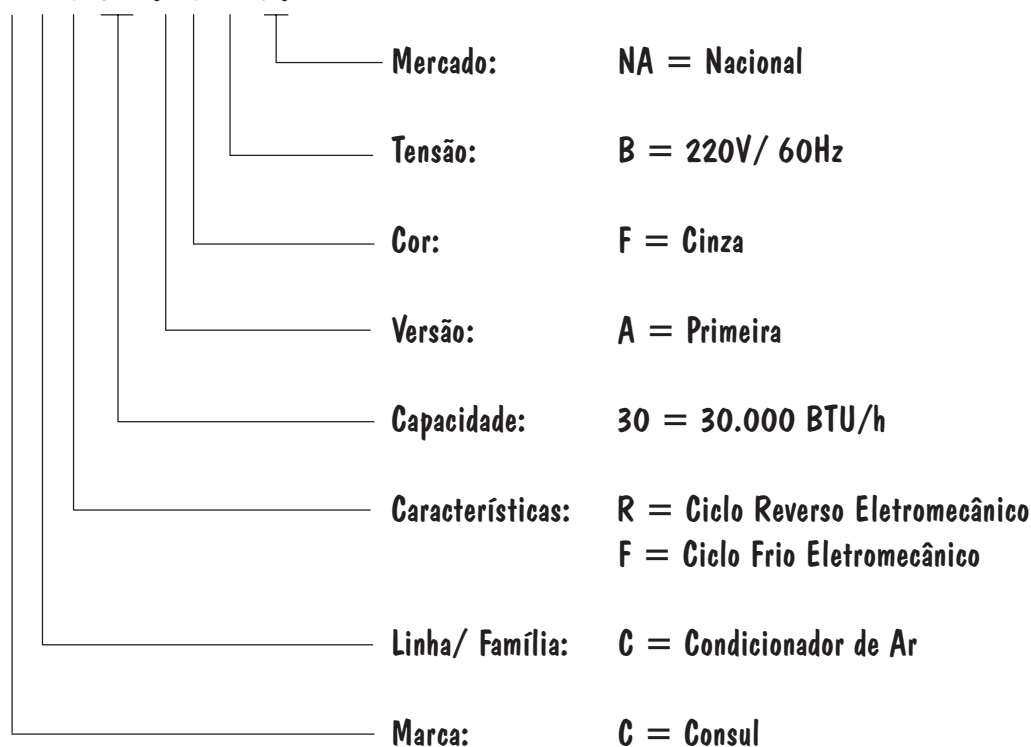 Mercado: NA = Nacional
Tensão: B = 220V/ 60Hz
Cor: F = Cinza
Versão: A = Primeira
Capacidade: 30 = 30.000 BTU/h
Características: R = Ciclo Reverso Eletromecânico
F = Ciclo Frio Eletromecânico
Linha/ Família: C = Condicionador de Ar
Marca: C = Consul